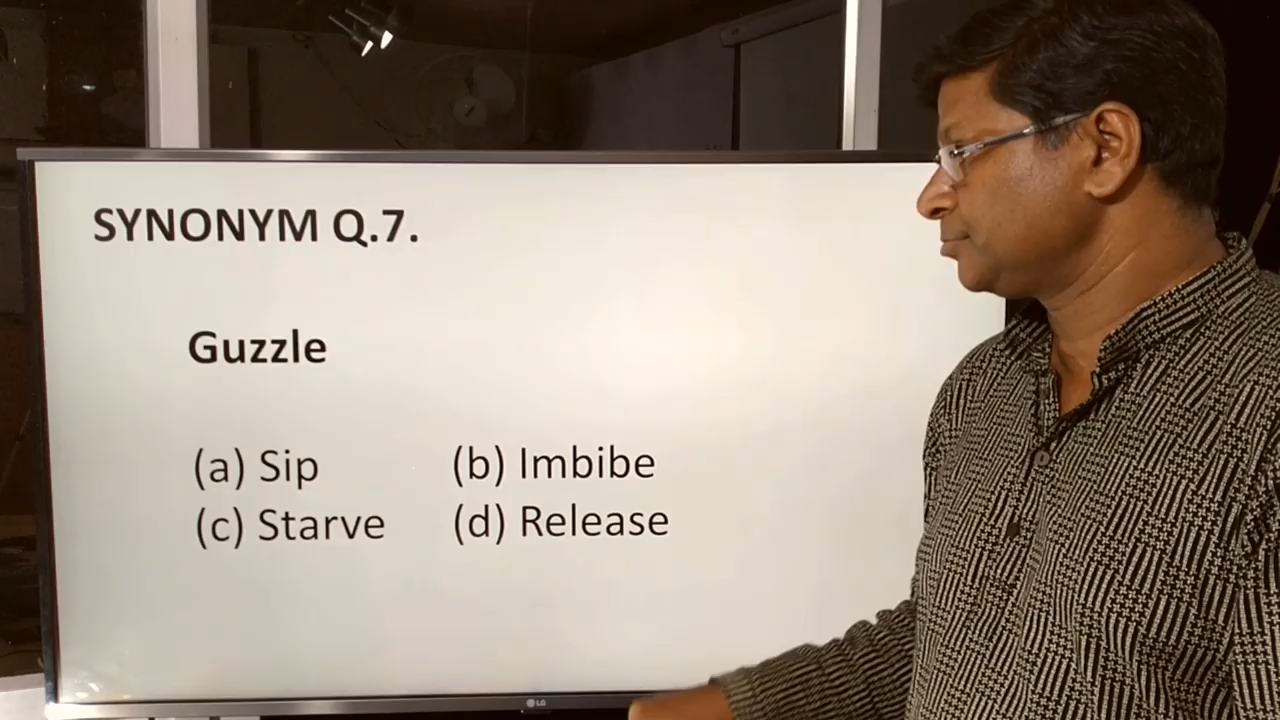 SYNONYM Q.7.
Guzzle
(a) Sip (b) Imbibe
(c) Starve (d) Release
LG